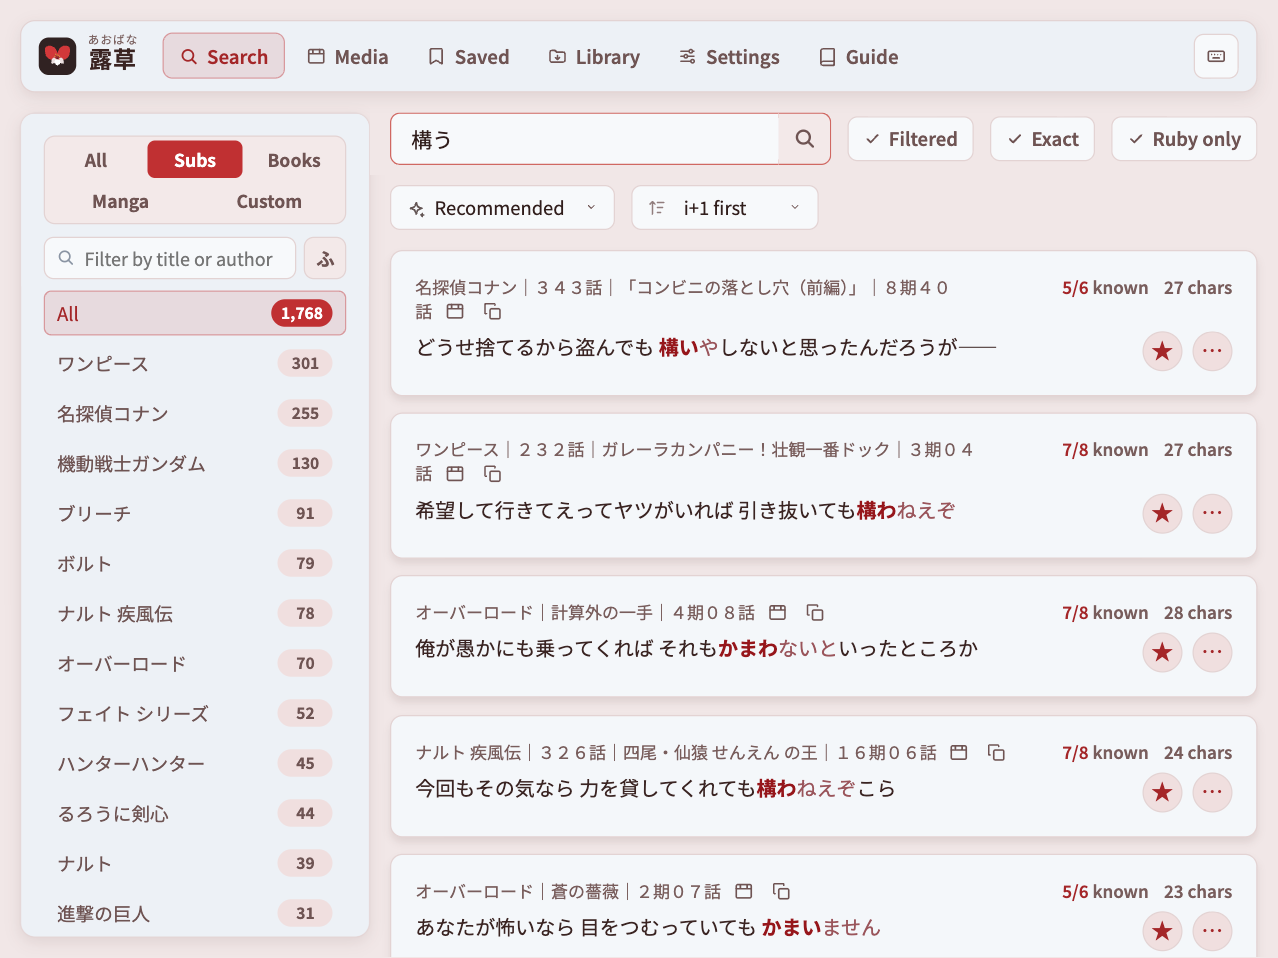 あおばな
露草
Search
Media
Saved
Library
Settings
Guide
All
Subs
Books
Manga
Custom
Filter by title or author
ふ
All 1,768
ワンピース 301
名探偵コナン 255
機動戦士ガンダム 130
ブリーチ 91
ボルト 79
ナルト 疾風伝 78
オーバーロード 70
フェイト シリーズ 52
ハンターハンター 45
るろうに剣心 44
ナルト 39
進撃の巨人 31
構う
Filtered
Exact
Ruby only
Recommended
i+1 first
名探偵コナン｜３４３話｜「コンビニの落とし穴（前編）」｜８期４０
話
5/6 known 27 chars
どうせ捨てるから盗んでも 構いやしないと思ったんだろうが──
ワンピース｜２３２話｜ガレーラカンパニー！壮観一番ドック｜３期０４
話
7/8 known 27 chars
希望して行きてえってヤツがいれば 引き抜いても構わねえぞ
オーバーロード｜計算外の一手｜４期０８話
7/8 known 28 chars
俺が愚かにも乗ってくれば それもかまわないといったところか
ナルト 疾風伝｜３２６話｜四尾・仙猿 せんえん の王｜１６期０６話
7/8 known 24 chars
今回もその気なら 力を貸してくれても構わねえぞこら
オーバーロード｜蒼の薔薇｜２期０７話
5/6 known 23 chars
あなたが怖いなら 目をつむっていても かまいません